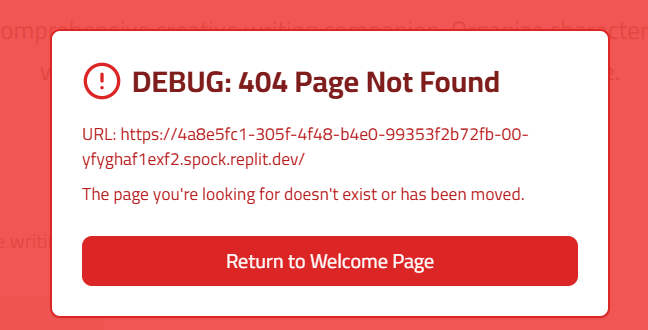 omprehensive creative writing companion. Organize character
w
e.
DEBUG: 404 Page Not Found
URL: https://4a8e5fc1-305f-4f48-b4e0-99353f2b72fb-00-
yfyghaf1exf2.spock.replit.dev/
The page you're looking for doesn't exist or has been moved.
e writin
Return to Welcome Page